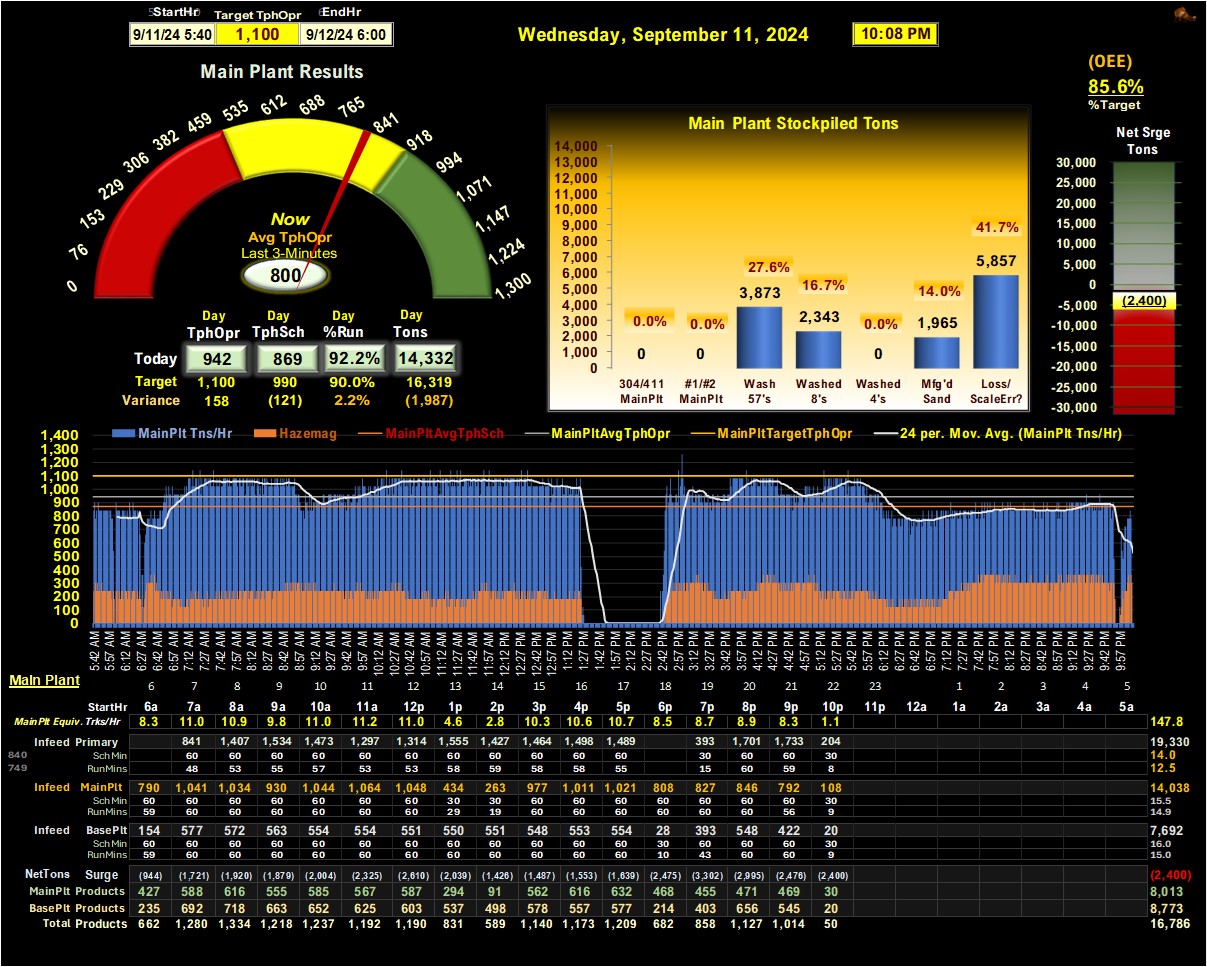 StartHr Target TphOpr EndHr
9/11/24 5:40 1,100 9/12/24 6:00
Wednesday, September 11, 2024 10:08 PM
(OEE)
85.6%
%Target
Main Plant Results
0 76 153 229 306 382 459 535 612 688 765 841 918 994 1,071 1,147 1,224 1,300
Now
Avg TphOpr
Last 3-Minutes
800
Day Day Day Day
TphOpr TphSch %Run Tons
Today 942 869 92.2% 14,332
Target 1,100 990 90.0% 16,319
Variance 158 (121) 2.2% (1,987)
Main Plant Stockpiled Tons
14,000
13,000
12,000
11,000
10,000
9,000
8,000
7,000
6,000
5,000
4,000
3,000
2,000
1,000
0
0.0% 0.0% 27.6% 16.7% 0.0% 14.0% 41.7%
0 0 3,873 2,343 0 1,965 5,857
304/411 #1/#2 Wash Washed Washed Mfg'd Loss/
MainPlt MainPlt 57's 8's 4's Sand ScaleErr?
Net Srge
Tons
30,000
25,000
20,000
15,000
10,000
5,000
0
-5,000
-10,000
-15,000
-20,000
-25,000
-30,000
(2,400)
MainPlt Tns/Hr Hazemag MainPltAvgTphSch MainPltAvgTphOpr MainPltTargetTphOpr 24 per. Mov. Avg. (MainPlt Tns/Hr)
1,400
1,300
1,200
1,100
1,000
900
800
700
600
500
400
300
200
100
0
5:42 AM 5:57 AM 6:12 AM 6:27 AM 6:42 AM 6:57 AM 7:12 AM 7:27 AM 7:42 AM 7:57 AM 8:12 AM 8:27 AM 8:42 AM 8:57 AM 9:12 AM 9:27 AM 9:42 AM 9:57 AM 10:12 AM 10:27 AM 10:42 AM 10:57 AM 11:12 AM 11:27 AM 11:42 AM 11:57 AM 12:12 PM 12:27 PM 12:42 PM 12:57 PM 1:12 PM 1:27 PM 1:42 PM 1:57 PM 2:12 PM 2:27 PM 2:42 PM 2:57 PM 3:12 PM 3:27 PM 3:42 PM 3:57 PM 4:12 PM 4:27 PM 4:42 PM 4:57 PM 5:12 PM 5:27 PM 5:42 PM 5:57 PM 6:12 PM 6:27 PM 6:42 PM 6:57 PM 7:12 PM 7:27 PM 7:42 PM 7:57 PM 8:12 PM 8:27 PM 8:42 PM 8:57 PM 9:12 PM 9:27 PM 9:42 PM 9:57 PM
Main Plant
6 7 8 9 10 11 12 13 14 15 16 17 18 19 20 21 22 23 1 2 3 4 5
StartHr 6a 7a 8a 9a 10a 11a 12p 1p 2p 3p 4p 5p 6p 7p 8p 9p 10p 11p 12a 1a 2a 3a 4a 5a
MainPlt Equiv. Trks/Hr 8.3 11.0 10.9 9.8 11.0 11.2 11.0 4.6 2.8 10.3 10.6 10.7 8.5 8.7 8.9 8.3 1.1 147.8
Infeed Primary 841 1,407 1,534 1,473 1,297 1,314 1,555 1,427 1,464 1,498 1,489 393 1,701 1,733 204 19,330
840 Sch Min 60 60 60 60 60 60 60 60 60 60 60 30 60 60 30 14.0
749 RunMins 48 53 55 57 53 53 58 59 58 58 55 15 60 59 8 12.5
Infeed MainPlt 790 1,041 1,034 930 1,044 1,064 1,048 434 263 977 1,011 1,021 808 827 846 792 108 14,038
Sch Min 60 60 60 60 60 60 60 30 30 60 60 60 60 60 60 60 30 15.5
RunMins 59 60 60 60 60 60 60 29 19 60 60 60 60 60 60 56 9 14.9
Infeed BasePlt 154 577 572 563 554 554 551 550 551 548 553 554 28 393 548 422 20 7,692
Sch Min 60 60 60 60 60 60 60 60 60 60 60 60 30 60 60 60 30 16.0
RunMins 59 60 60 60 60 60 60 60 60 60 60 60 10 43 60 60 9 15.0
NetTons Surge (944) (1,721) (1,920) (1,879) (2,004) (2,325) (2,610) (2,039) (1,426) (1,487) (1,553) (1,639) (2,475) (3,302) (2,995) (2,476) (2,400) (2,400)
MainPlt Products 427 588 616 555 585 567 587 294 91 562 616 632 468 455 471 469 30 8,013
BasePlt Products 235 692 718 663 652 625 603 537 498 578 557 577 214 403 656 545 20 8,773
Total Products 662 1,280 1,334 1,218 1,237 1,192 1,190 831 589 1,140 1,173 1,209 682 858 1,127 1,014 50 16,786